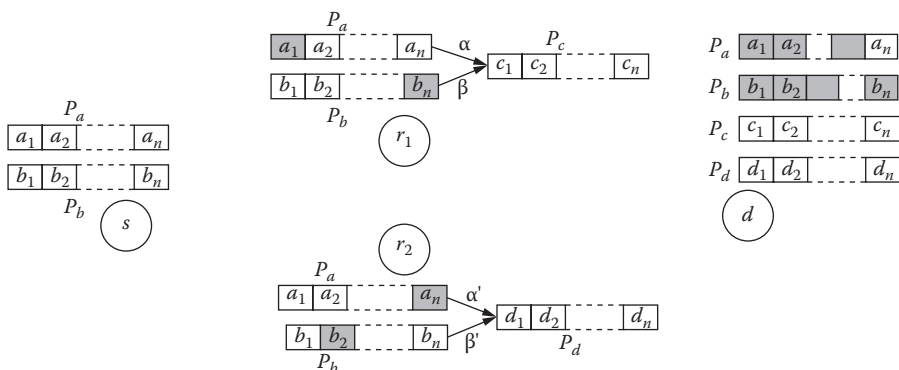 P_a
a_1 a_2 a_n
b_1 b_2 b_n
P_b
s
P_a
a_1 a_2 a_n α
b_1 b_2 b_n β
P_b
r_1
P_c
c_1 c_2 c_n
r_2
P_a
a_1 a_2 a_n α'
b_1 b_2 b_n β'
P_b
d_1 d_2 d_n
P_d
P_a a_1 a_2 a_n
P_b b_1 b_2 b_n
P_c c_1 c_2 c_n
P_d d_1 d_2 d_n
d